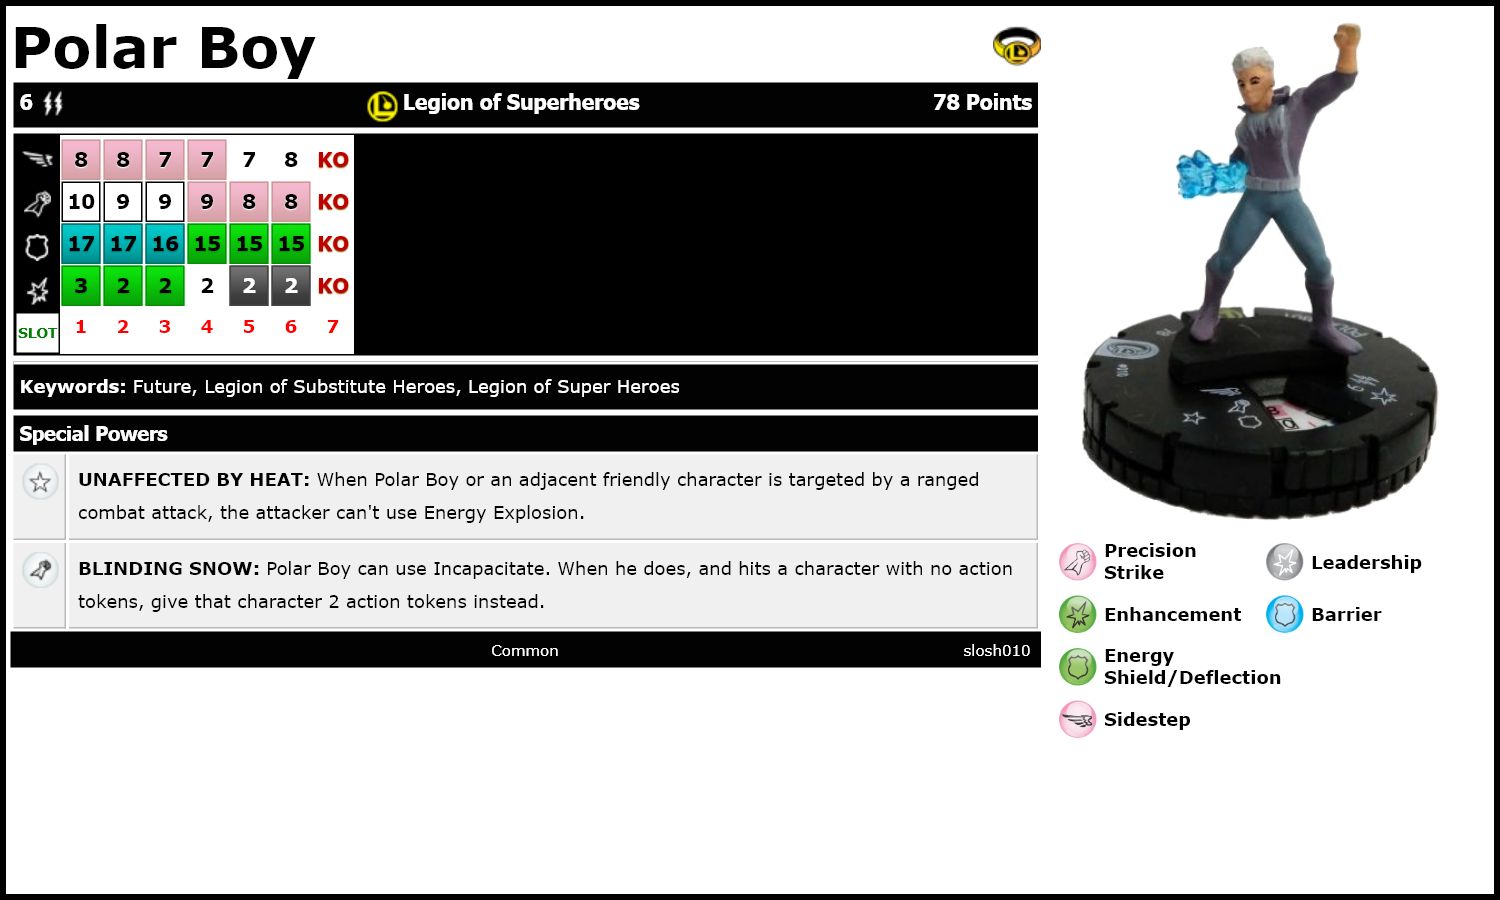 Polar Boy
6
Legion of Superheroes
78 Points
8 8 7 7 7 8 KO
10 9 9 9 8 8 KO
17 17 16 15 15 15 KO
3 2 2 2 2 2 KO
SLOT 1 2 3 4 5 6 7
Keywords: Future, Legion of Substitute Heroes, Legion of Super Heroes
Special Powers
UNAFFECTED BY HEAT: When Polar Boy or an adjacent friendly character is targeted by a ranged
combat attack, the attacker can't use Energy Explosion.
BLINDING SNOW: Polar Boy can use Incapacitate. When he does, and hits a character with no action
tokens, give that character 2 action tokens instead.
Common
slosh010
Precision
Strike
Leadership
Enhancement
Barrier
Energy
Shield/Deflection
Sidestep